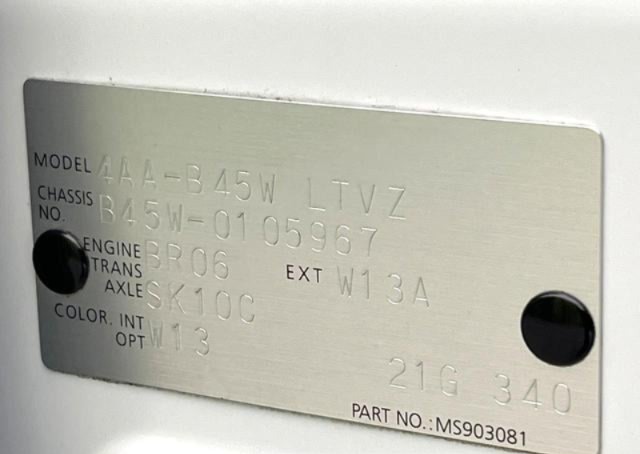 MODEL 4AA-B45W LTVZ
CHASSIS NO. B45W-0105967
ENGINE BR06 EXT W13A
TRANS AXLE SK10C
COLOR. INT W13
OPT
21G 340
PART NO.:MS903081